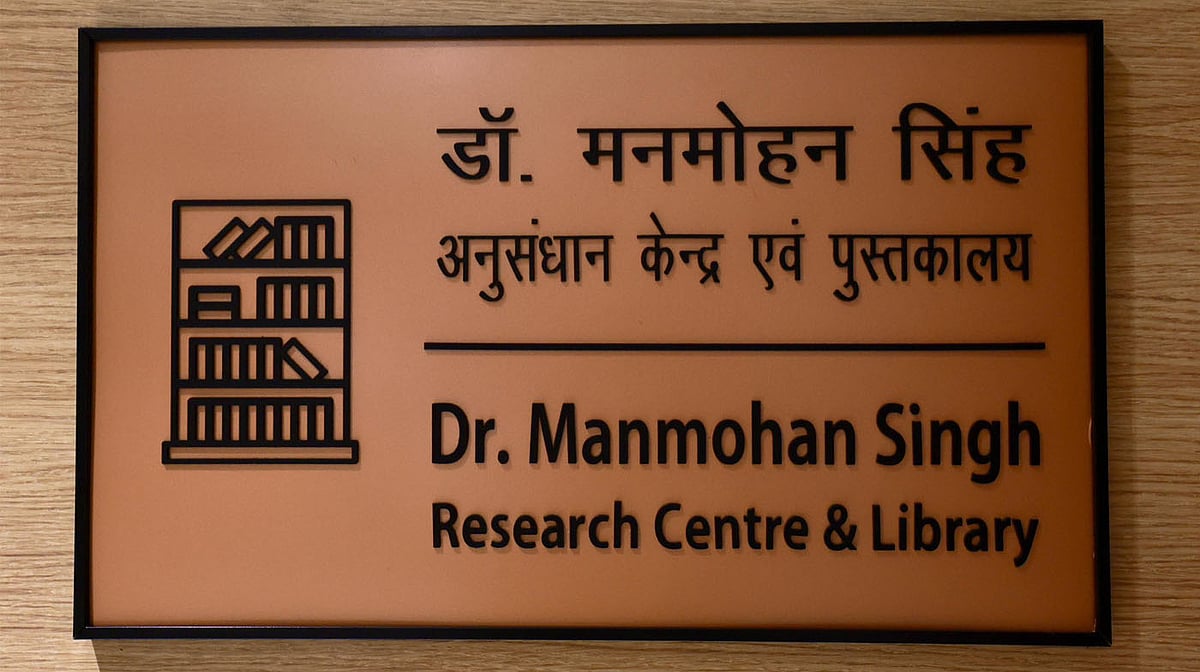 डॉ. मनमोहन सिंह
अनुसंधान केन्द्र एवं पुस्तकालय
Dr. Manmohan Singh
Research Centre & Library